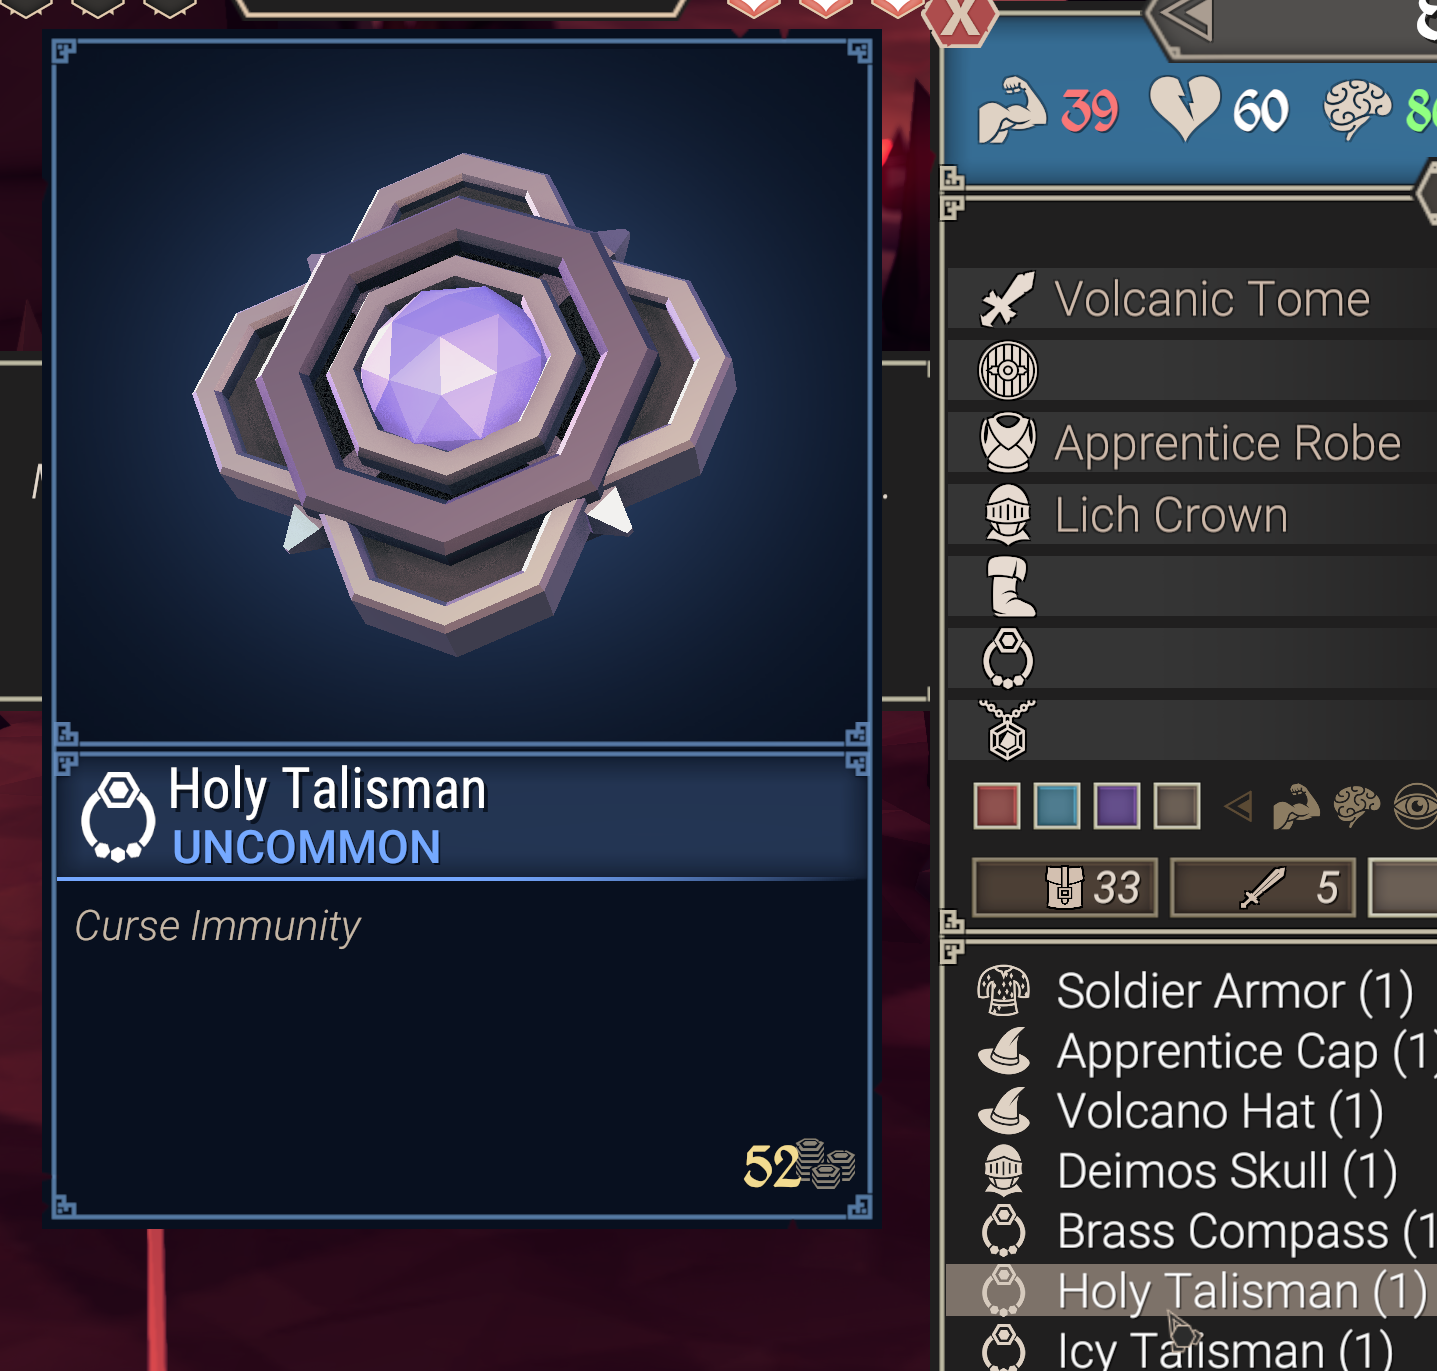 X
39 60
Volcanic Tome
Apprentice Robe
Lich Crown
Holy Talisman
UNCOMMON
Curse Immunity
52
33 5
Soldier Armor (1)
Apprentice Cap (1)
Volcano Hat (1)
Deimos Skull (1)
Brass Compass (1
Holy Talisman (1)
Icy Talisman (1)